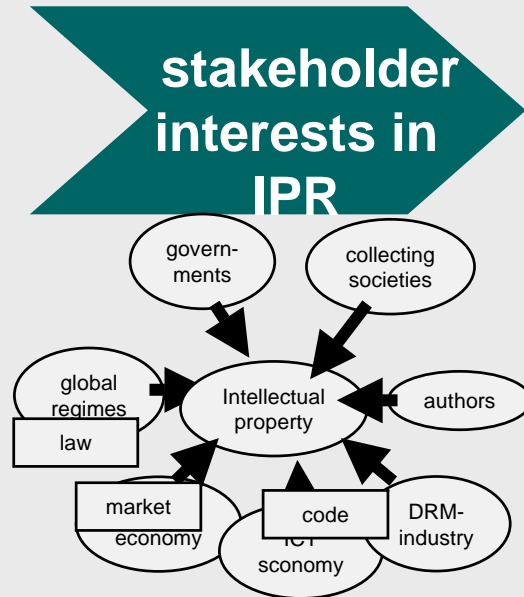 stakeholder
interests in
IPR
govern-
ments
collecting
societies
global
regimes
law
Intellectual
property
authors
market
economy
code
sconomy
DRM-
industry